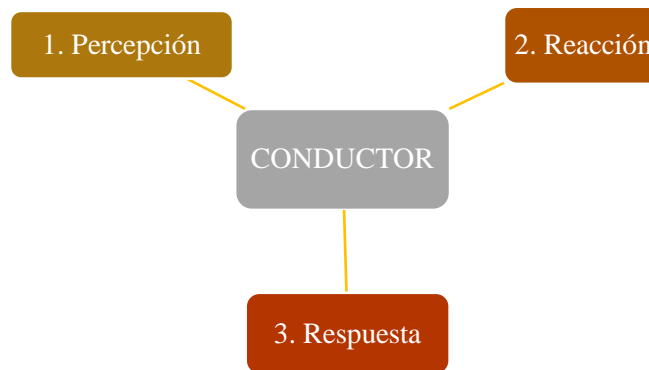 1. Percepción
2. Reacción
CONDUCTOR
3. Respuesta